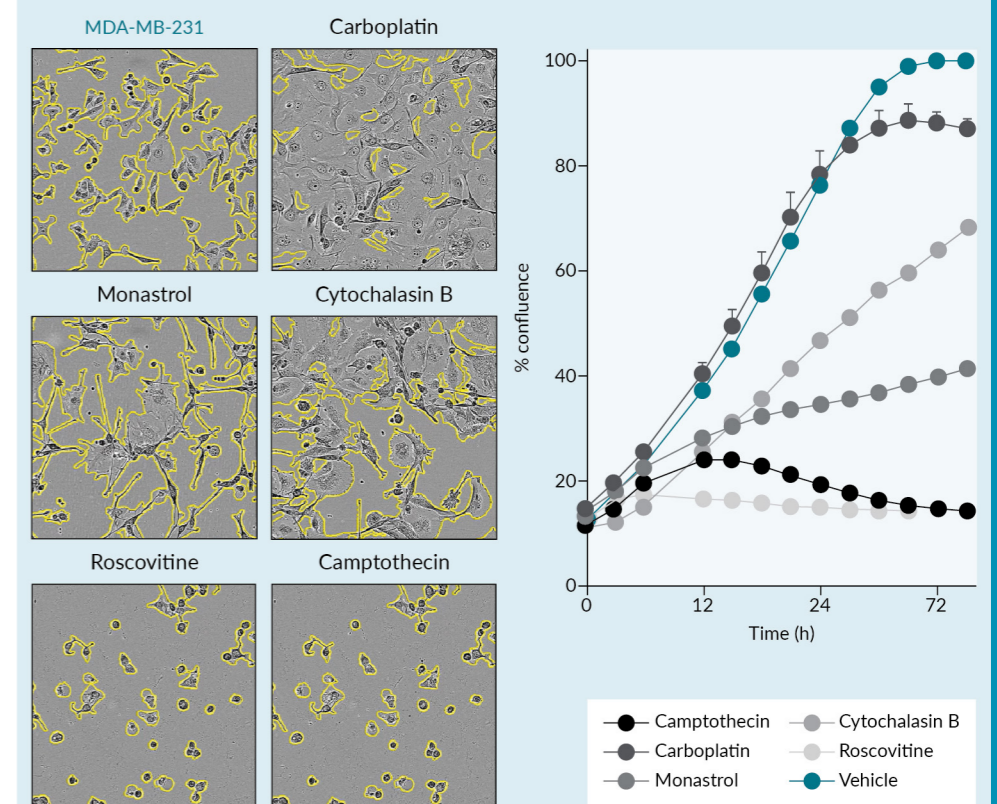 MDA-MB-231
Carboplatin
Monastrol
Cytochalasin B
Roscovitine
Camptothecin
% confluence
100
80
60
40
20
0
0 12 24 72
Time (h)
Camptothecin
Carboplatin
Monastrol
Cytochalasin B
Roscovitine
Vehicle